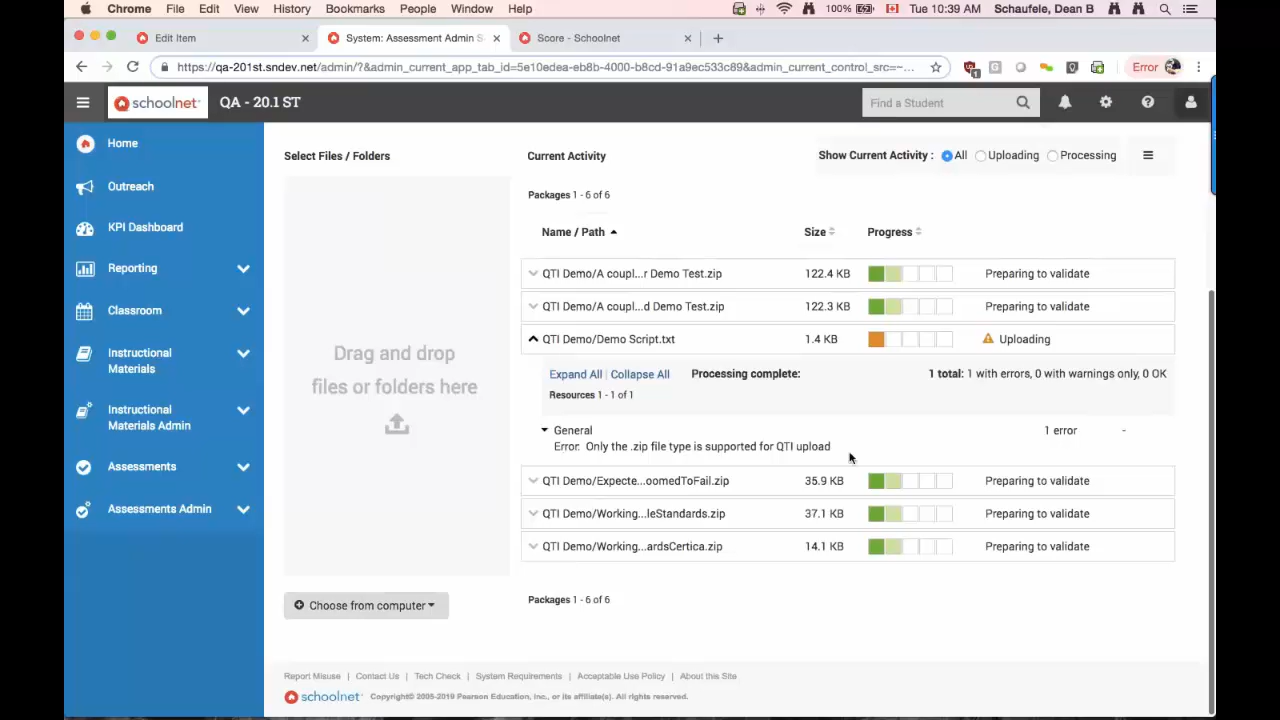 Chrome File Edit View History Bookmarks People Window Help 100% Tue 10:39 AM Schaufele, Dean B
Edit Item System: Assessment Admin S Score - Schoolnet
https://qa-201st.sndev.net/admin/?&admin_current_app_tab_id=5e10edea-eb8b-4000-b8cd-91a9ec533c89&admin_current_control_src=~... Error
schoolnet QA - 20.1 ST Find a Student
Home
Outreach
KPI Dashboard
Reporting
Classroom
Instructional
Materials
Instructional
Materials Admin
Assessments
Assessments Admin
Select Files / Folders
Drag and drop
files or folders here
Choose from computer
Current Activity Show Current Activity : All Uploading Processing
Packages 1 - 6 of 6
Name / Path Size Progress
QTI Demo/A coupl...r Demo Test.zip 122.4 KB Preparing to validate
QTI Demo/A coupl...d Demo Test.zip 122.3 KB Preparing to validate
QTI Demo/Demo Script.txt 1.4 KB Uploading
Expand All | Collapse All Processing complete: 1 total: 1 with errors, 0 with warnings only, 0 OK
Resources 1 - 1 of 1
General 1 error -
Error: Only the .zip file type is supported for QTI upload
QTI Demo/Expecte...oomedToFail.zip 35.9 KB Preparing to validate
QTI Demo/Working...leStandards.zip 37.1 KB Preparing to validate
QTI Demo/Working...ardsCertica.zip 14.1 KB Preparing to validate
Packages 1 - 6 of 6
Report Misuse | Contact Us | Tech Check | System Requirements | Acceptable Use Policy | About this Site
schoolnet Copyright© 2005-2019 Pearson Education, Inc., or its affiliate(s). All rights reserved.